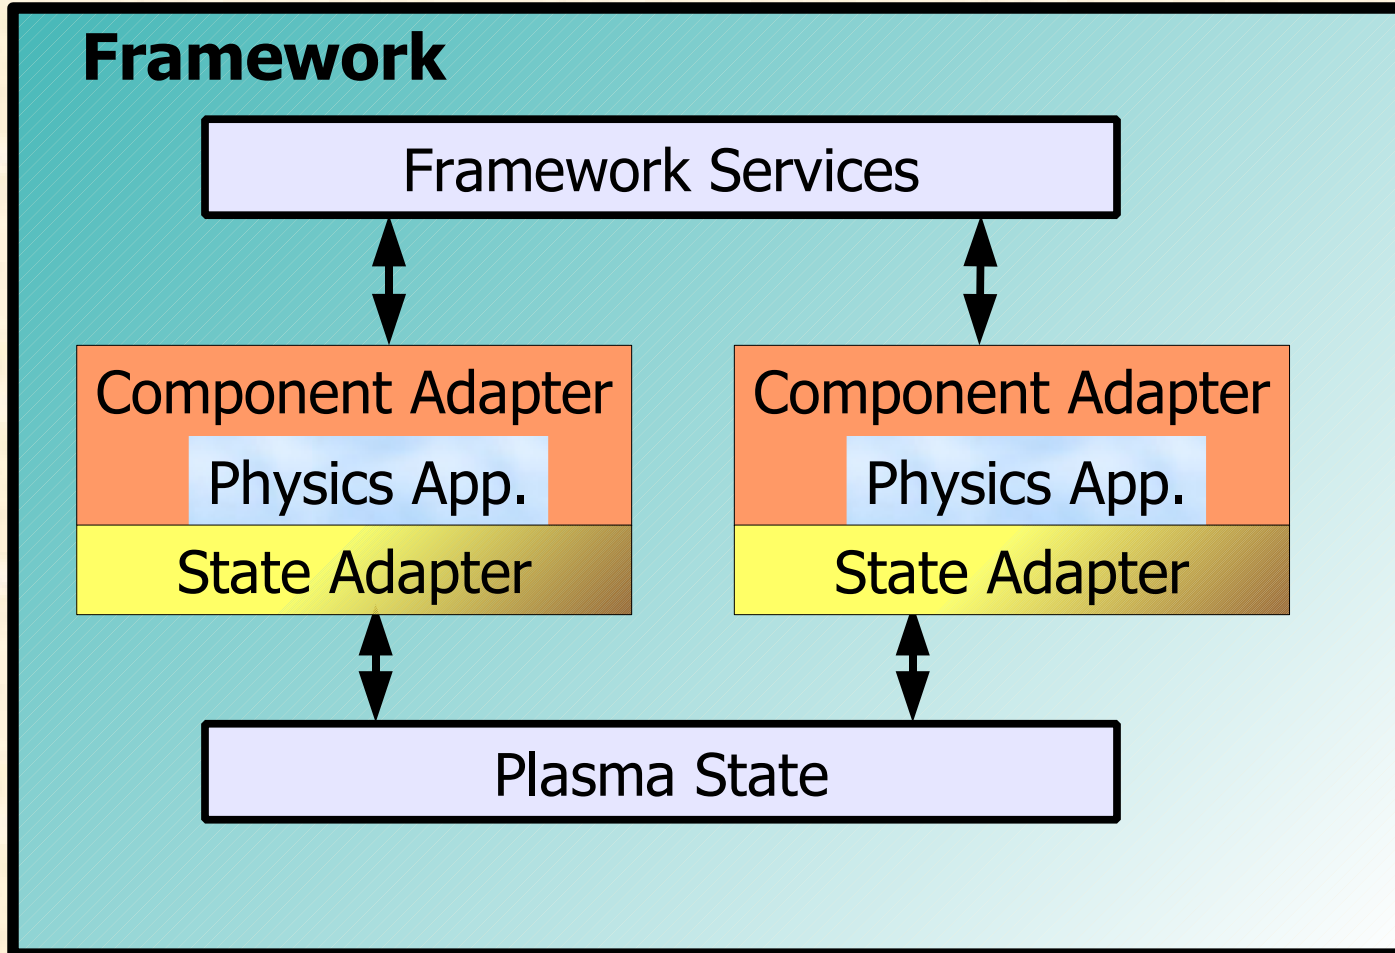 Framework
Framework Services
Component Adapter
Physics App.
State Adapter
Component Adapter
Physics App.
State Adapter
Plasma State